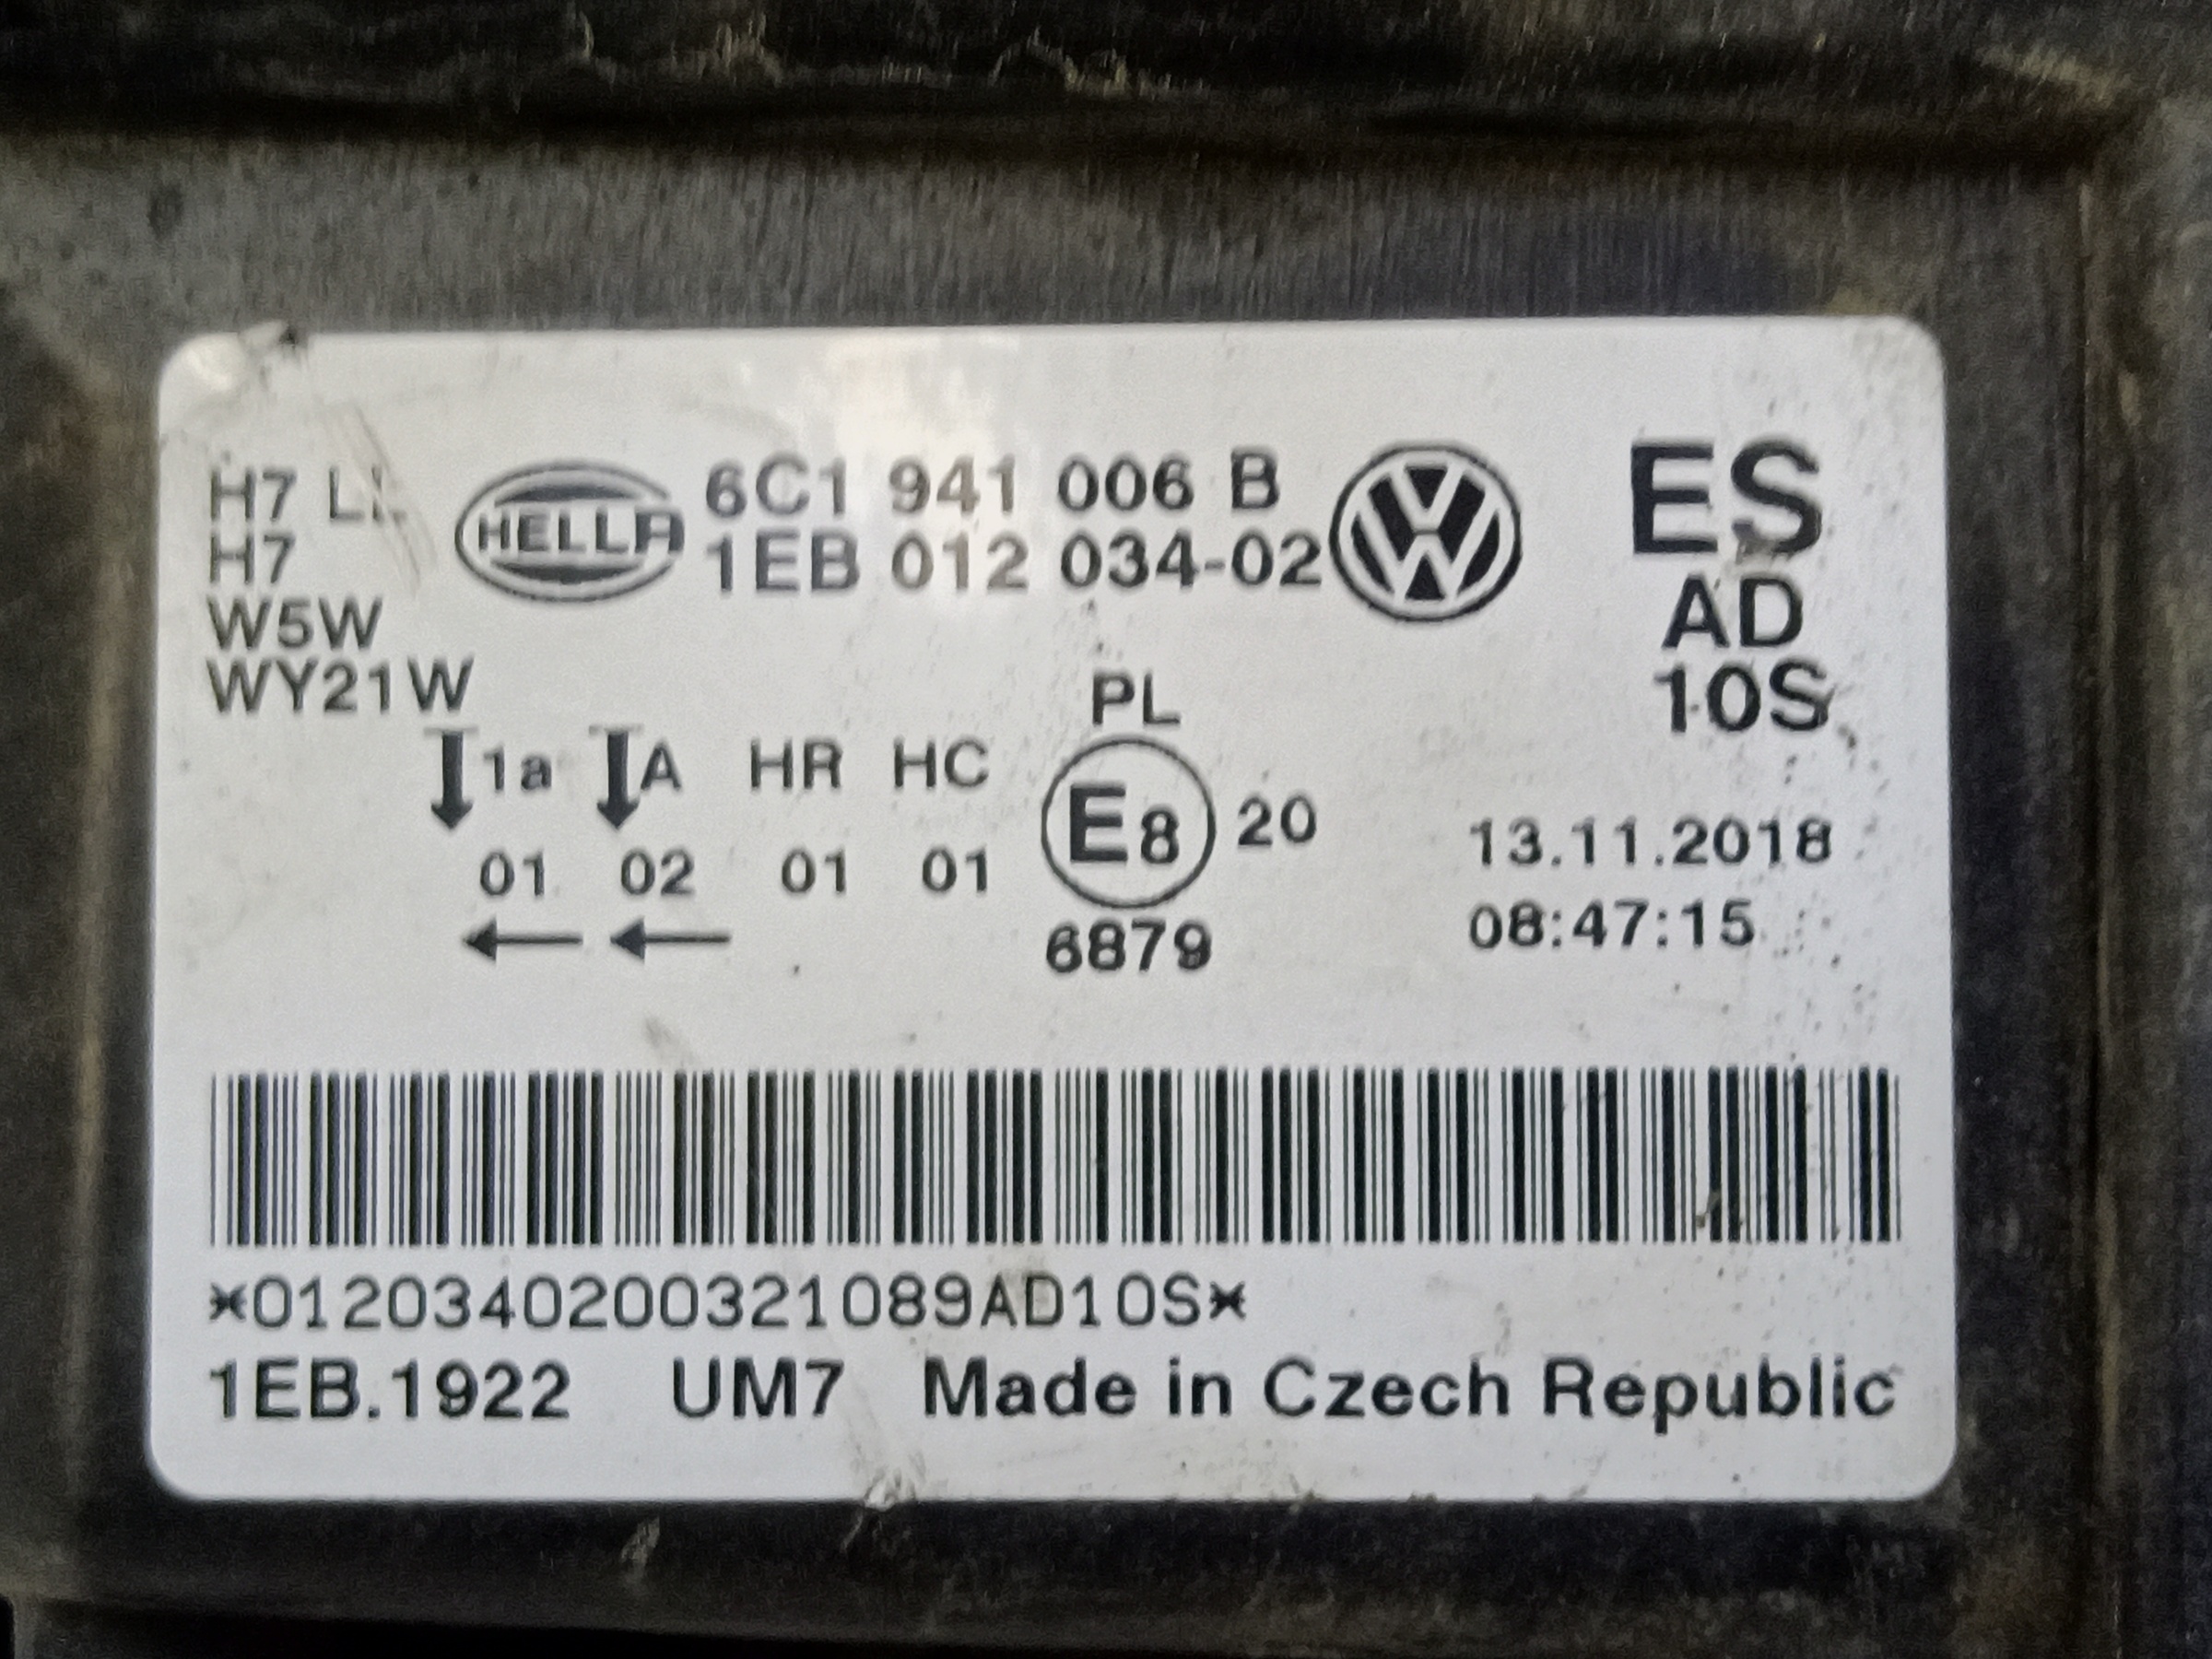 H7 LL HELLA 6C1 941 006 B ES
H7 1EB 012 034-02
W5W AD
WY21W PL 10S
1a A HR HC E8 20
01 02 01 01 13.11.2018
6879 08:47:15
*0120340200321089AD10S*
1EB.1922 UM7 Made in Czech Republic